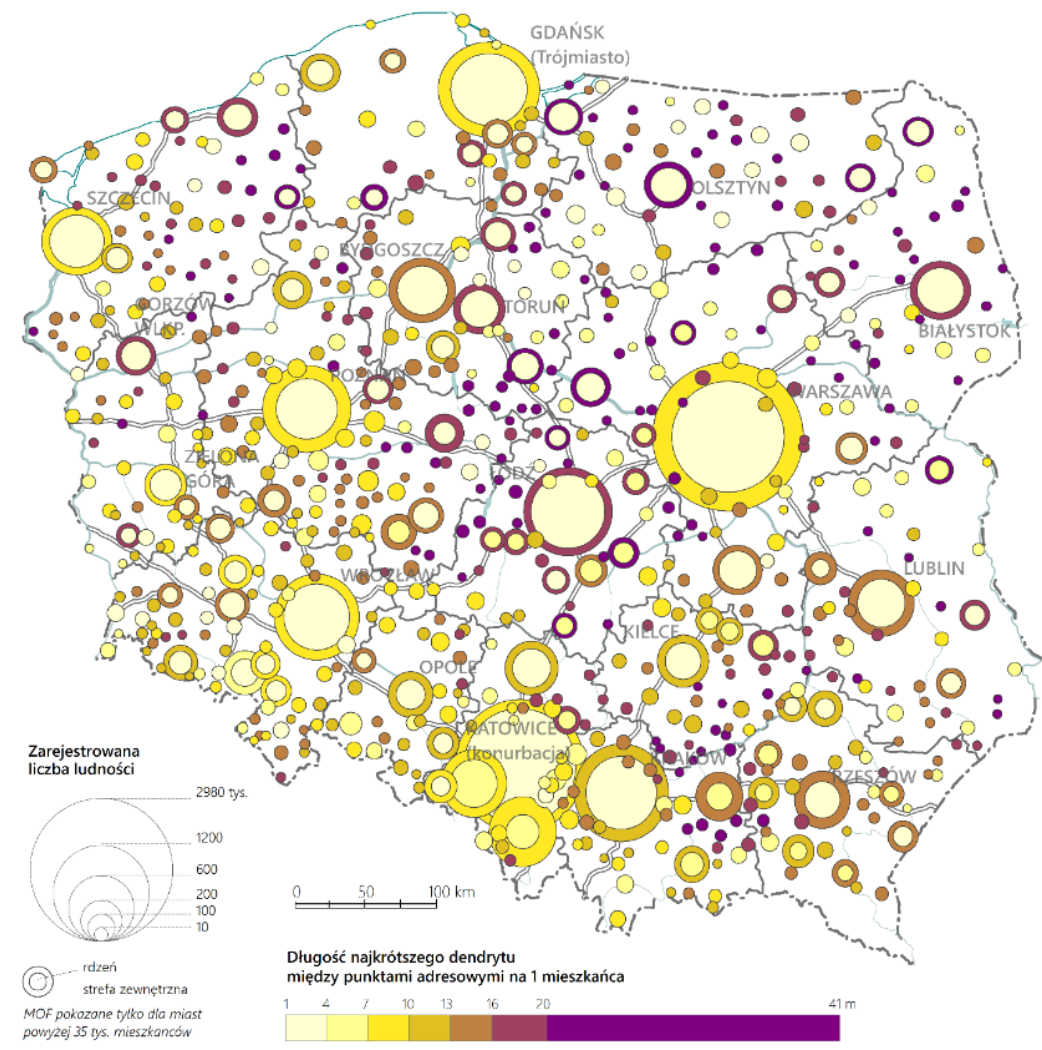 GDAŃSK
(Trójmiasto)
OLSZTYN
SZCZECIN
BYDGOSZCZ
GORZÓW
WLKP.
TORUŃ
BIAŁYSTOK
POZNAŃ
WARSZAWA
ZIELONA
GÓRA
ŁÓDŹ
WROCŁAW
LUBLIN
KIELCE
OPOLE
KATOWICE
(konurbacja)
KRAKÓW
RZESZÓW
Zarejestrowana
liczba ludności
2980 tys.
1200
600
200
100
10
rdzeń
strefa zewnętrzna
MOF pokazane tylko dla miast
powyżej 35 tys. mieszkańców
0 50 100 km
Długość najkrótszego dendrytu
między punktami adresowymi na 1 mieszkańca
1 4 7 10 13 16 20 41 m